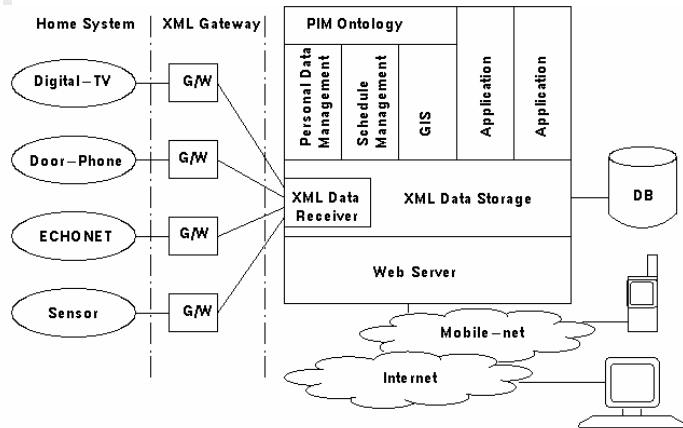 Home System
XML Gateway
PIM Ontology
Digital-TV
G/W
Personal Data
Management
Schedule
Management
GIS
Application
Application
Door-Phone
G/W
XML Data
Receiver
XML Data Storage
DB
ECHONET
G/W
Web Server
Sensor
G/W
Mobile-net
Internet